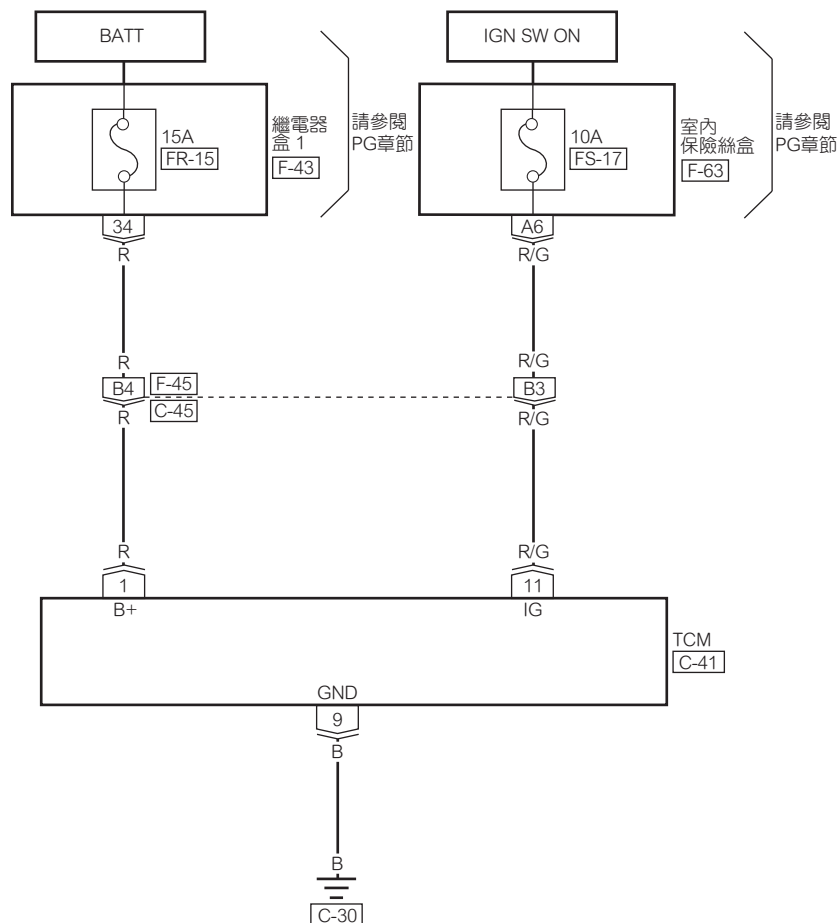 BATT
IGN SW ON
15A
FR-15
繼電器
盒 1
F-43
請參閱
PG章節
10A
FS-17
室內
保險絲盒
F-63
請參閱
PG章節
34
A6
R
R/G
R
R/G
B4
F-45
B3
C-45
R
R/G
R
R/G
1
11
B+
IG
TCM
C-41
GND
9
B
B
C-30